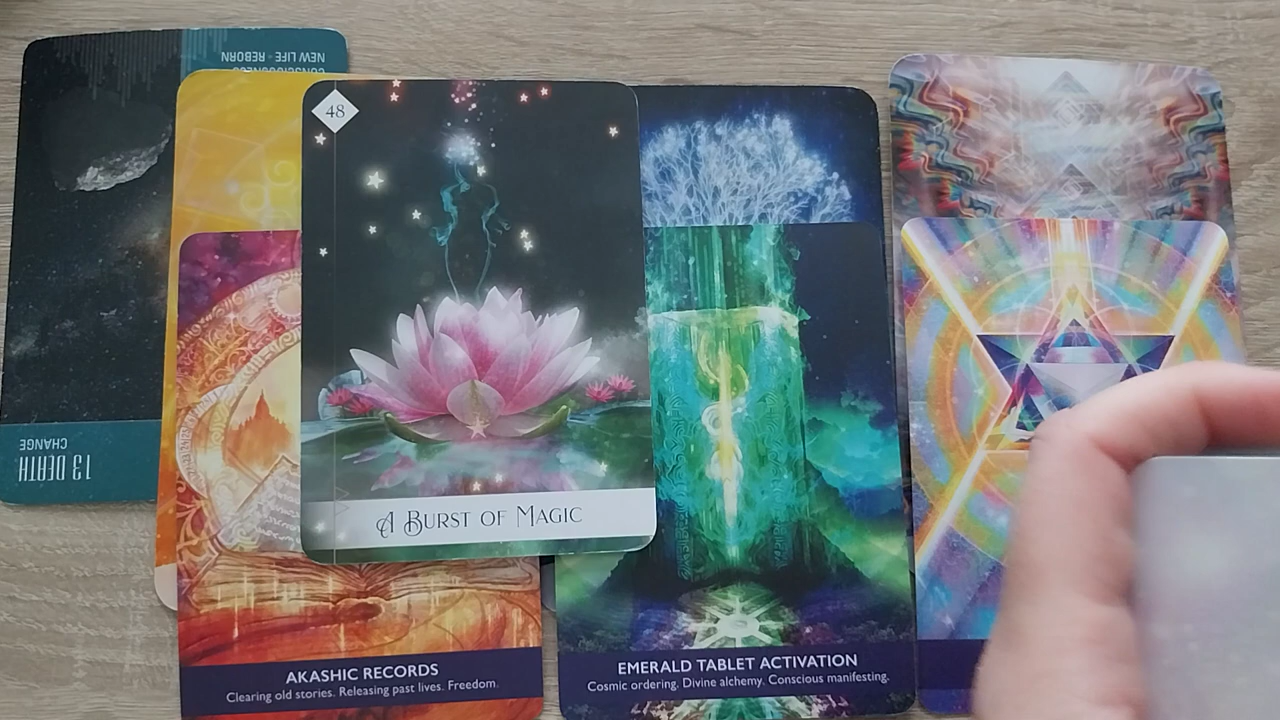 NEW LIFE • REBORN
CONSCIOUSNESS
13 DEATH
CHANGE
48
A BURST OF MAGIC
AKASHIC RECORDS
Clearing old stories. Releasing past lives. Freedom.
EMERALD TABLET ACTIVATION
Cosmic ordering. Divine alchemy. Conscious manifesting.